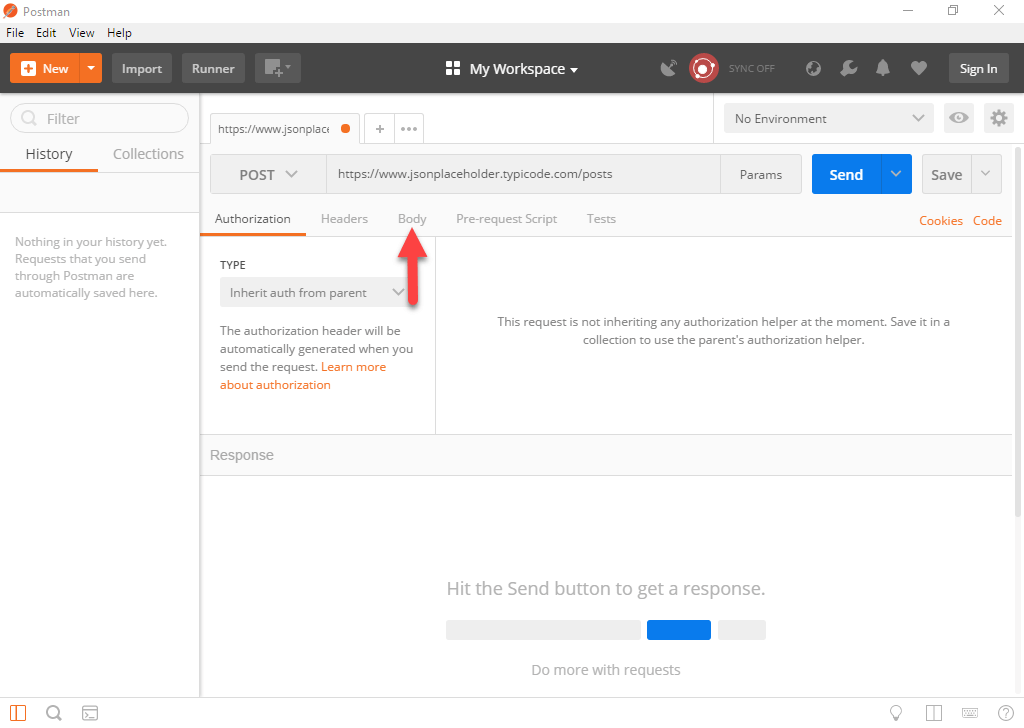 Postman
File Edit View Help
New Import Runner My Workspace SYNC OFF Sign In
Filter
History Collections
Nothing in your history yet.
Requests that you send
through Postman are
automatically saved here.
https://www.jsonplace + ••• No Environment
POST https://www.jsonplaceholder.typicode.com/posts Params Send Save
Authorization Headers Body Pre-request Script Tests Cookies Code
TYPE
Inherit auth from parent
The authorization header will be
automatically generated when you
send the request. Learn more
about authorization
This request is not inheriting any authorization helper at the moment. Save it in a
collection to use the parent's authorization helper.
Response
Hit the Send button to get a response.
Do more with requests